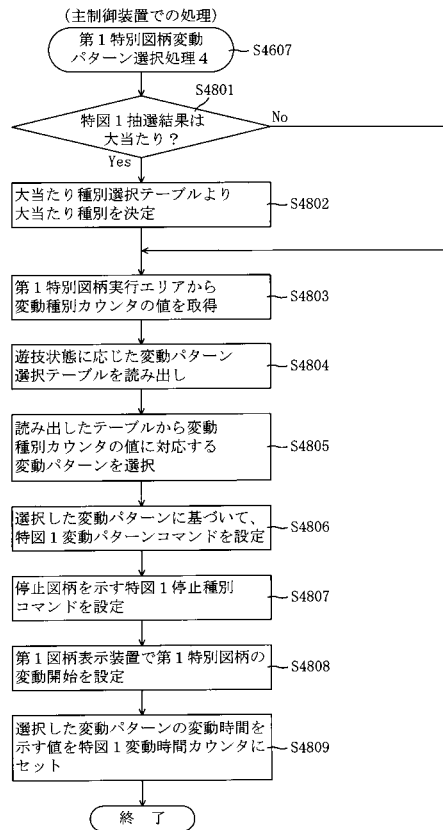 (主制御装置での処理)
第1特別図柄変動
パターン選択処理4
S4607
S4801
特図1抽選結果は
大当たり?
No
Yes
大当たり種別選択テーブルより
大当たり種別を決定
S4802
第1特別図柄実行エリアから
変動種別カウンタの値を取得
S4803
遊技状態に応じた変動パターン
選択テーブルを読み出し
S4804
読み出したテーブルから変動
種別カウンタの値に対応する
変動パターンを選択
S4805
選択した変動パターンに基づいて、
特図1変動パターンコマンドを設定
S4806
停止図柄を示す特図1停止種別
コマンドを設定
S4807
第1図柄表示装置で第1特別図柄の
変動開始を設定
S4808
選択した変動パターンの変動時間を
示す値を特図1変動時間カウンタに
セット
S4809
終 了